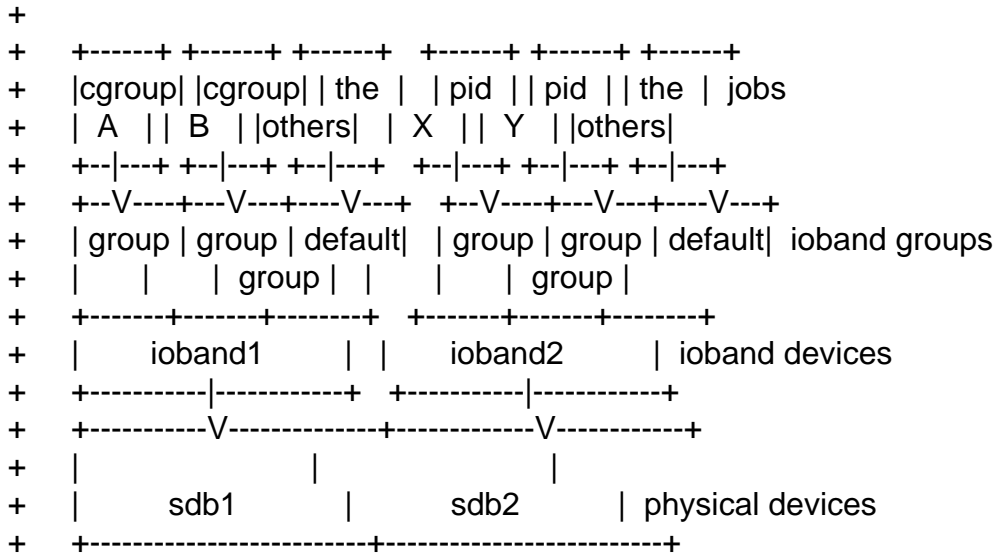 +
+ +------+ +------+ +------+ +------+ +------+ +------+
+ |cgroup| |cgroup| | the | | pid | | pid | | the | jobs
+ | A | | B | |others| | X | | Y | |others|
+ +--|---+ +--|---+ +--|---+ +--|---+ +--|---+ +--|---+
+ +--V----+---V---+----V---+ +--V----+---V---+----V---+
+ | group | group | default| | group | group | default| ioband groups
+ | | | group | | | | group |
+ +-------+-------+--------+ +-------+-------+--------+
+ | ioband1 | | ioband2 | ioband devices
+ +-----------|------------+ +-----------|------------+
+ +-----------V--------------+-------------V------------+
+ | | |
+ | sdb1 | sdb2 | physical devices
+ +--------------------------+--------------------------+